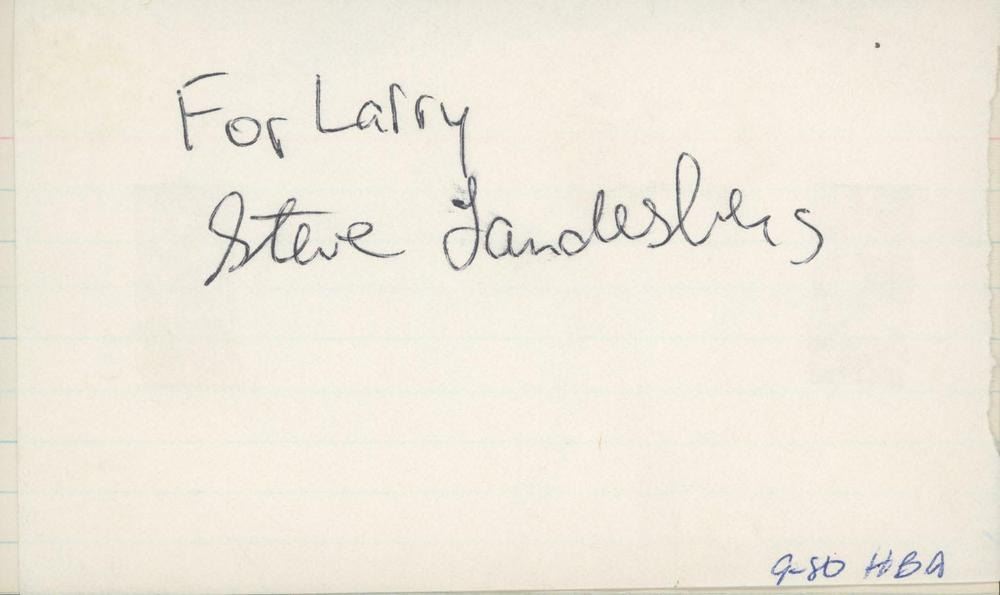 For Larry
Steve Landesberg
9-80 HBA